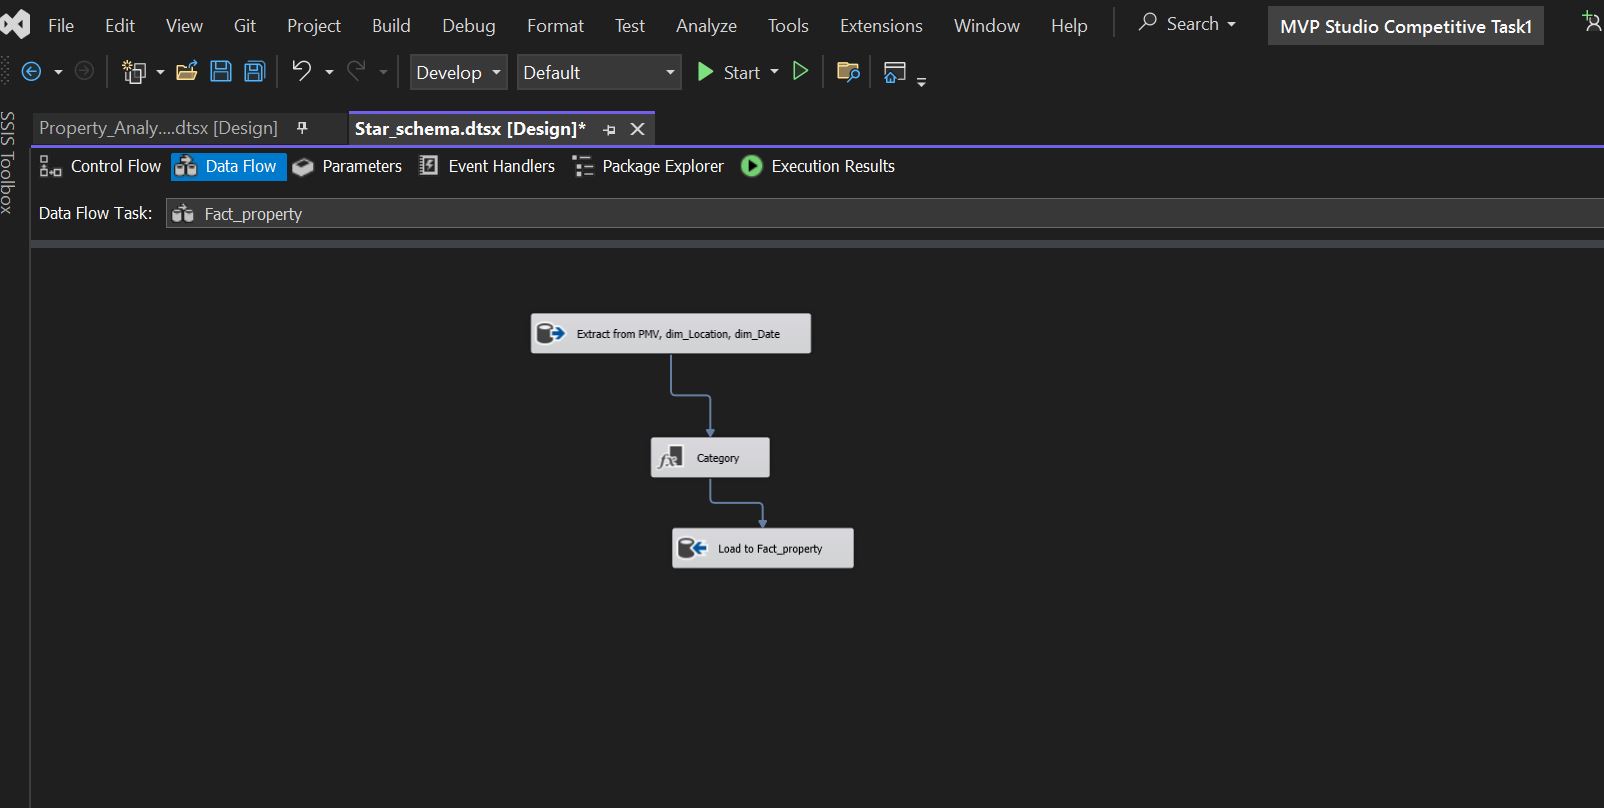 File Edit View Git Project Build Debug Format Test Analyze Tools Extensions Window Help Search MVP Studio Competitive Task1
Develop Default Start
SSIS Toolbox
Property_Analy....dtsx [Design] Star_schema.dtsx [Design]*
Control Flow Data Flow Parameters Event Handlers Package Explorer Execution Results
Data Flow Task: Fact_property
Extract from PMV, dim_Location, dim_Date
fx Category
Load to Fact_property